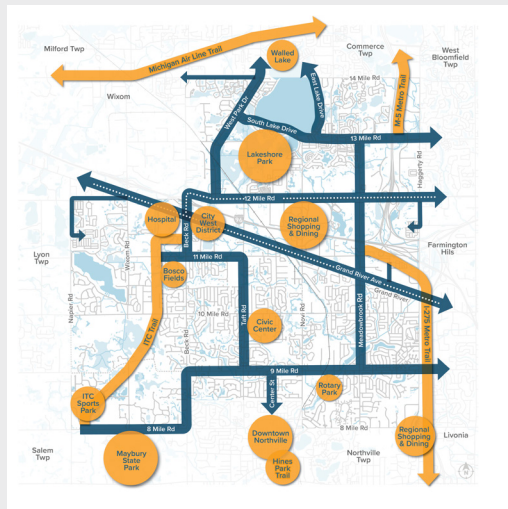 Milford Twp
Michigan Air Line Trail
Walled
Lake
Commerce
Twp
West
Bloomfield
Twp
Wixom
14 Mile Rd
West Park Dr
East Lake Drive
M-5 Metro Trail
South Lake Drive
13 Mile Rd
Lakeshore
Park
Haggerty Rd
12 Mile Rd
Hospital
City
West
District
Regional
Shopping
& Dining
Beck Rd
Lyon
Twp
Wixom Rd
Farmington
Hills
11 Mile Rd
Bosco
Fields
Grand River Ave
Grand River
Napier Rd
ITC Trail
10 Mile Rd
Beck Rd
Taft Rd
Civic
Center
Novi Rd
Meadowbrook Rd
I-275 Metro Trail
9 Mile Rd
ITC
Sports
Park
Center St
Rotary
Park
8 Mile Rd
8 Mile Rd
Maybury
State
Park
Downtown
Northville
Hines
Park
Trail
Regional
Shopping
& Dining
Livonia
Salem
Twp
Northville
Twp